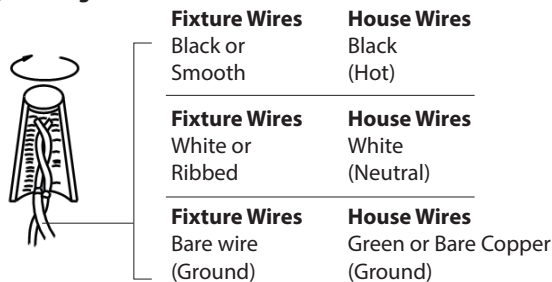 Fixture Wires House Wires
Black or Black
Smooth (Hot)
Fixture Wires House Wires
White or White
Ribbed (Neutral)
Fixture Wires House Wires
Bare wire Green or Bare Copper
(Ground) (Ground)